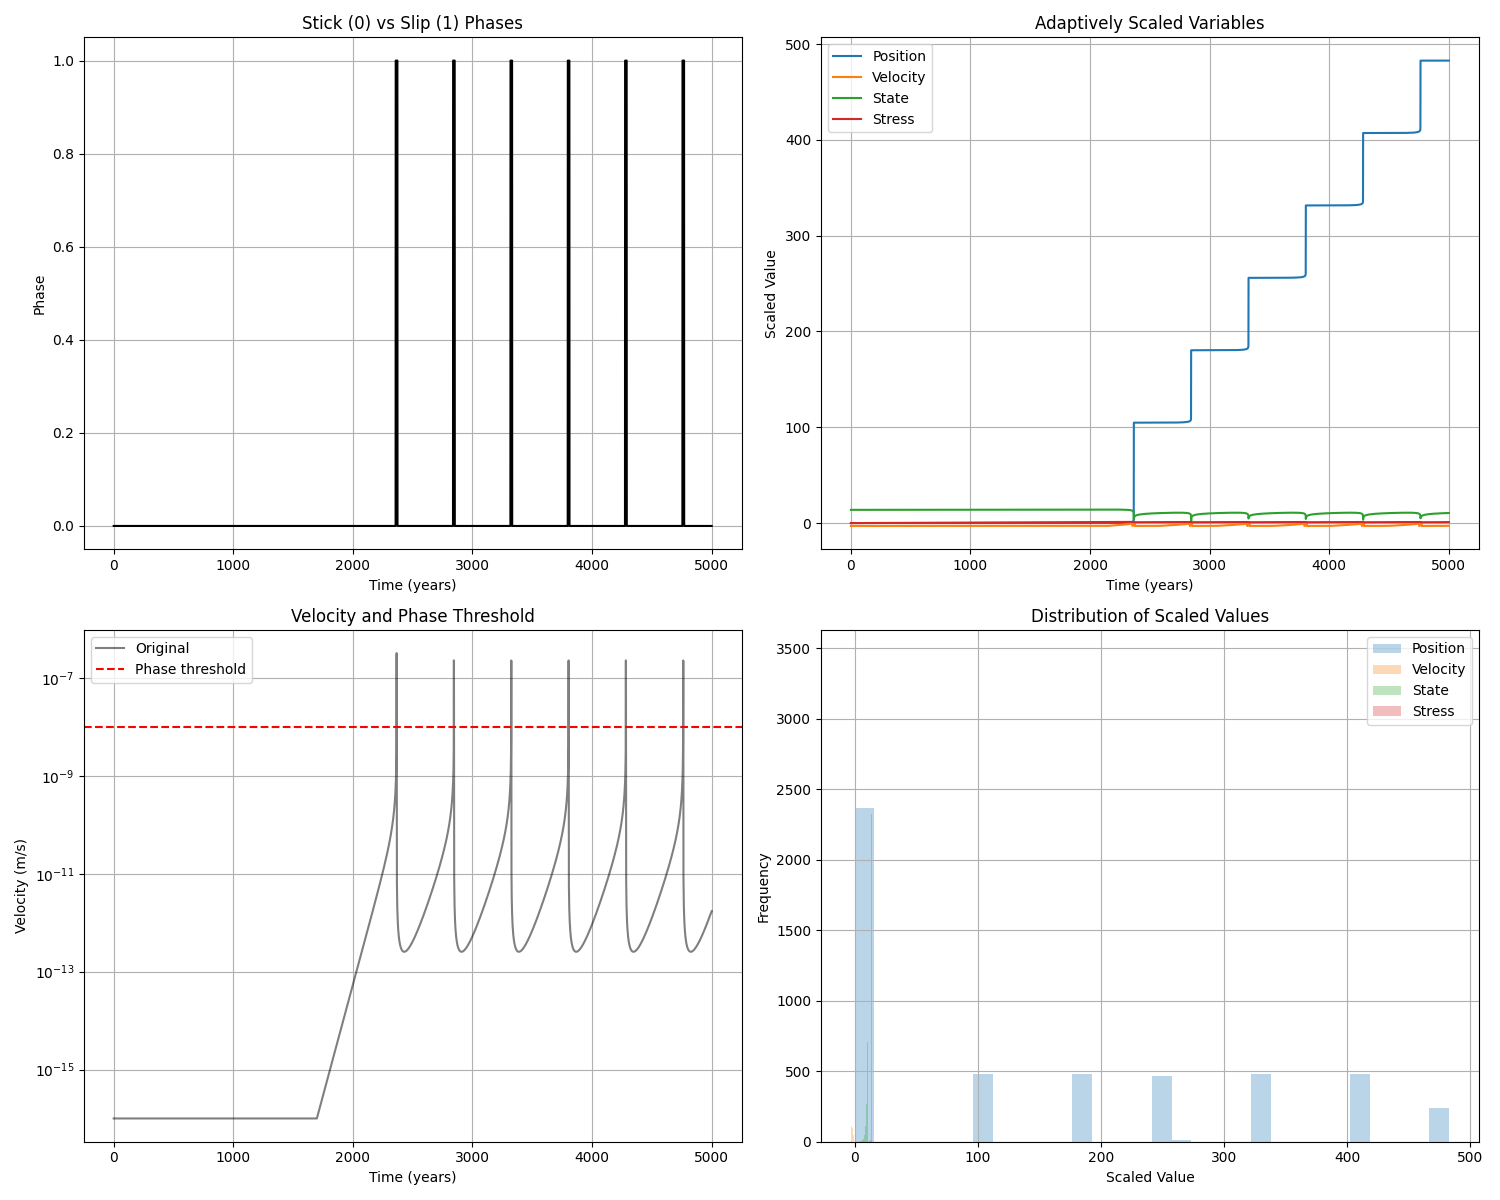 Stick (0) vs Slip (1) Phases
1.0
0.8
0.6
0.4
0.2
0.0
Phase
0 1000 2000 3000 4000 5000
Time (years)
Adaptively Scaled Variables
Position
Velocity
State
Stress
500
400
300
200
100
0
Scaled Value
0 1000 2000 3000 4000 5000
Time (years)
Velocity and Phase Threshold
Original
Phase threshold
10⁻⁷
10⁻⁹
10⁻¹¹
10⁻¹³
10⁻¹⁵
Velocity (m/s)
0 1000 2000 3000 4000 5000
Time (years)
Distribution of Scaled Values
Position
Velocity
State
Stress
3500
3000
2500
2000
1500
1000
500
0
Frequency
0 100 200 300 400 500
Scaled Value